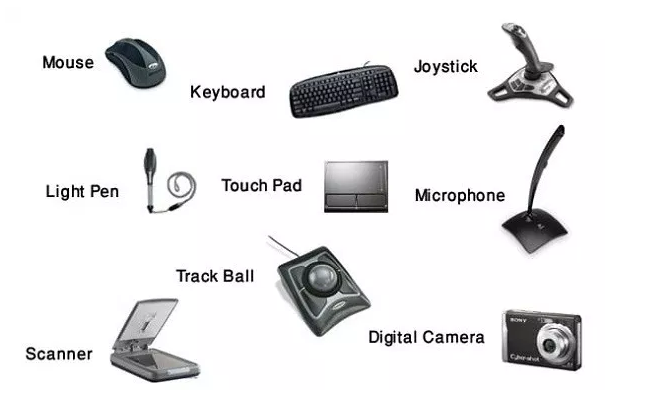 Mouse
Keyboard
Joystick
Light Pen
Touch Pad
Microphone
Track Ball
Scanner
Digital Camera
SONY
Cyber-shot